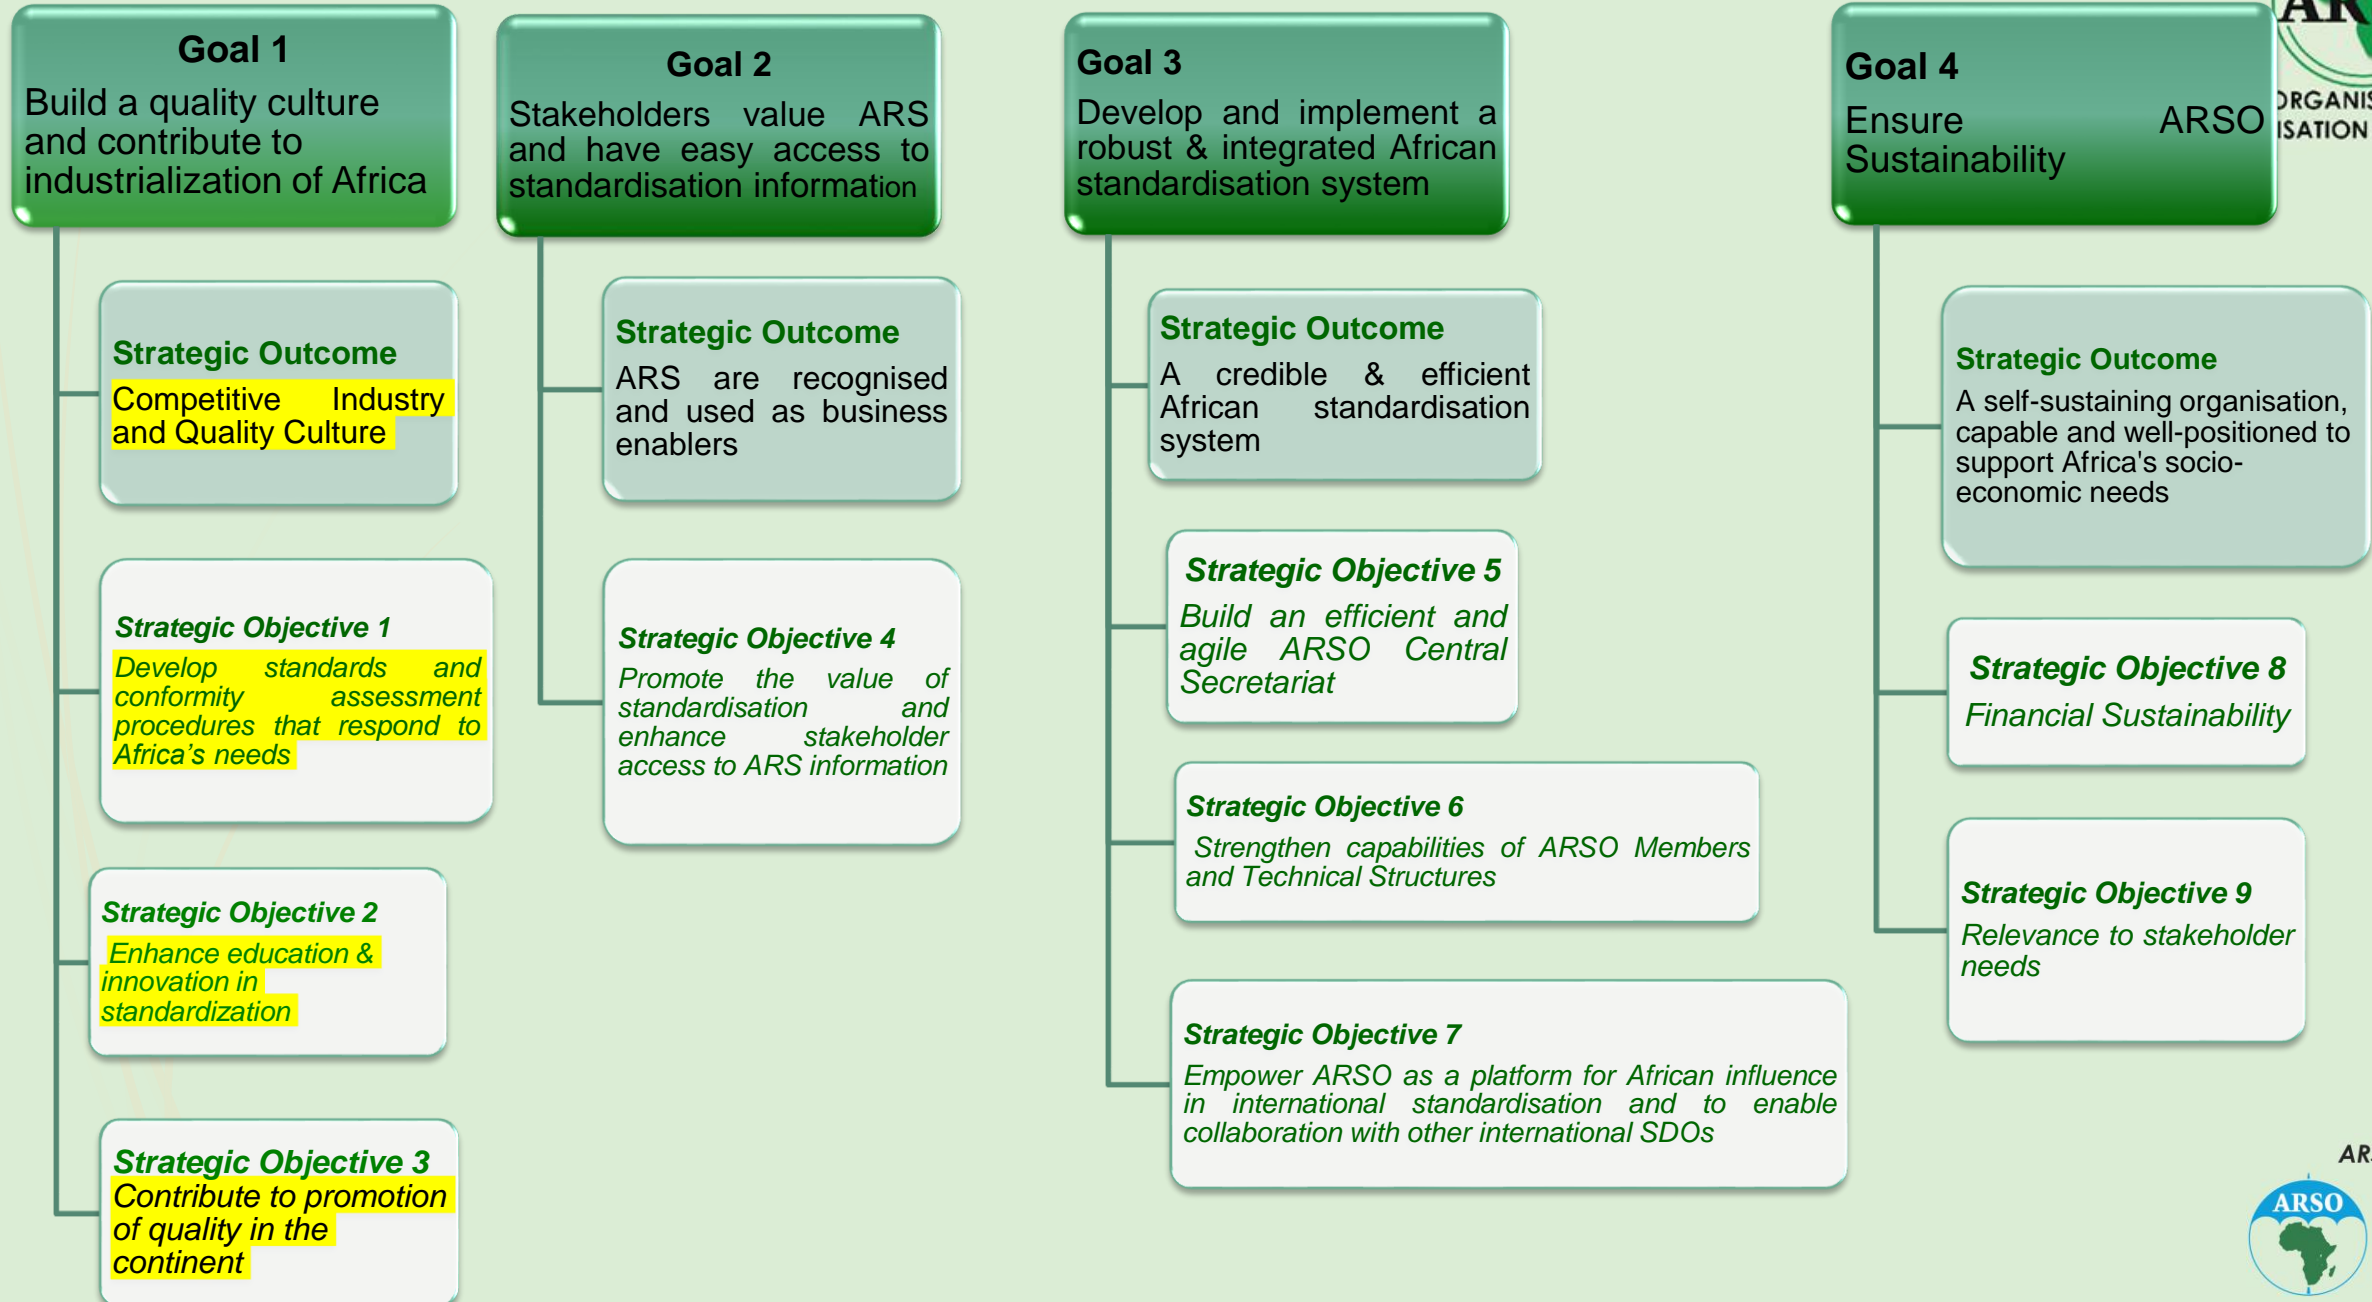 Goal 1
Build a quality culture
and contribute to
industrialization of Africa
Strategic Outcome
Competitive Industry
and Quality Culture
Strategic Objective 1
Develop standards and
conformity assessment
procedures that respond to
Africa’s needs
Strategic Objective 2
Enhance education &
innovation in
standardization
Strategic Objective 3
Contribute to promotion
of quality in the
continent
Goal 2
Stakeholders value ARS
and have easy access to
standardisation information
Strategic Outcome
ARS are recognised
and used as business
enablers
Strategic Objective 4
Promote the value of
standardisation and
enhance stakeholder
access to ARS information
Goal 3
Develop and implement a
robust & integrated African
standardisation system
Strategic Outcome
A credible & efficient
African standardisation
system
Strategic Objective 5
Build an efficient and
agile ARSO Central
Secretariat
Strategic Objective 6
Strengthen capabilities of ARSO Members
and Technical Structures
Strategic Objective 7
Empower ARSO as a platform for African influence
in international standardisation and to enable
collaboration with other international SDOs
Goal 4
Ensure ARSO
Sustainability
Strategic Outcome
A self-sustaining organisation,
capable and well-positioned to
support Africa's socio-
economic needs
Strategic Objective 8
Financial Sustainability
Strategic Objective 9
Relevance to stakeholder
needs
ARSO